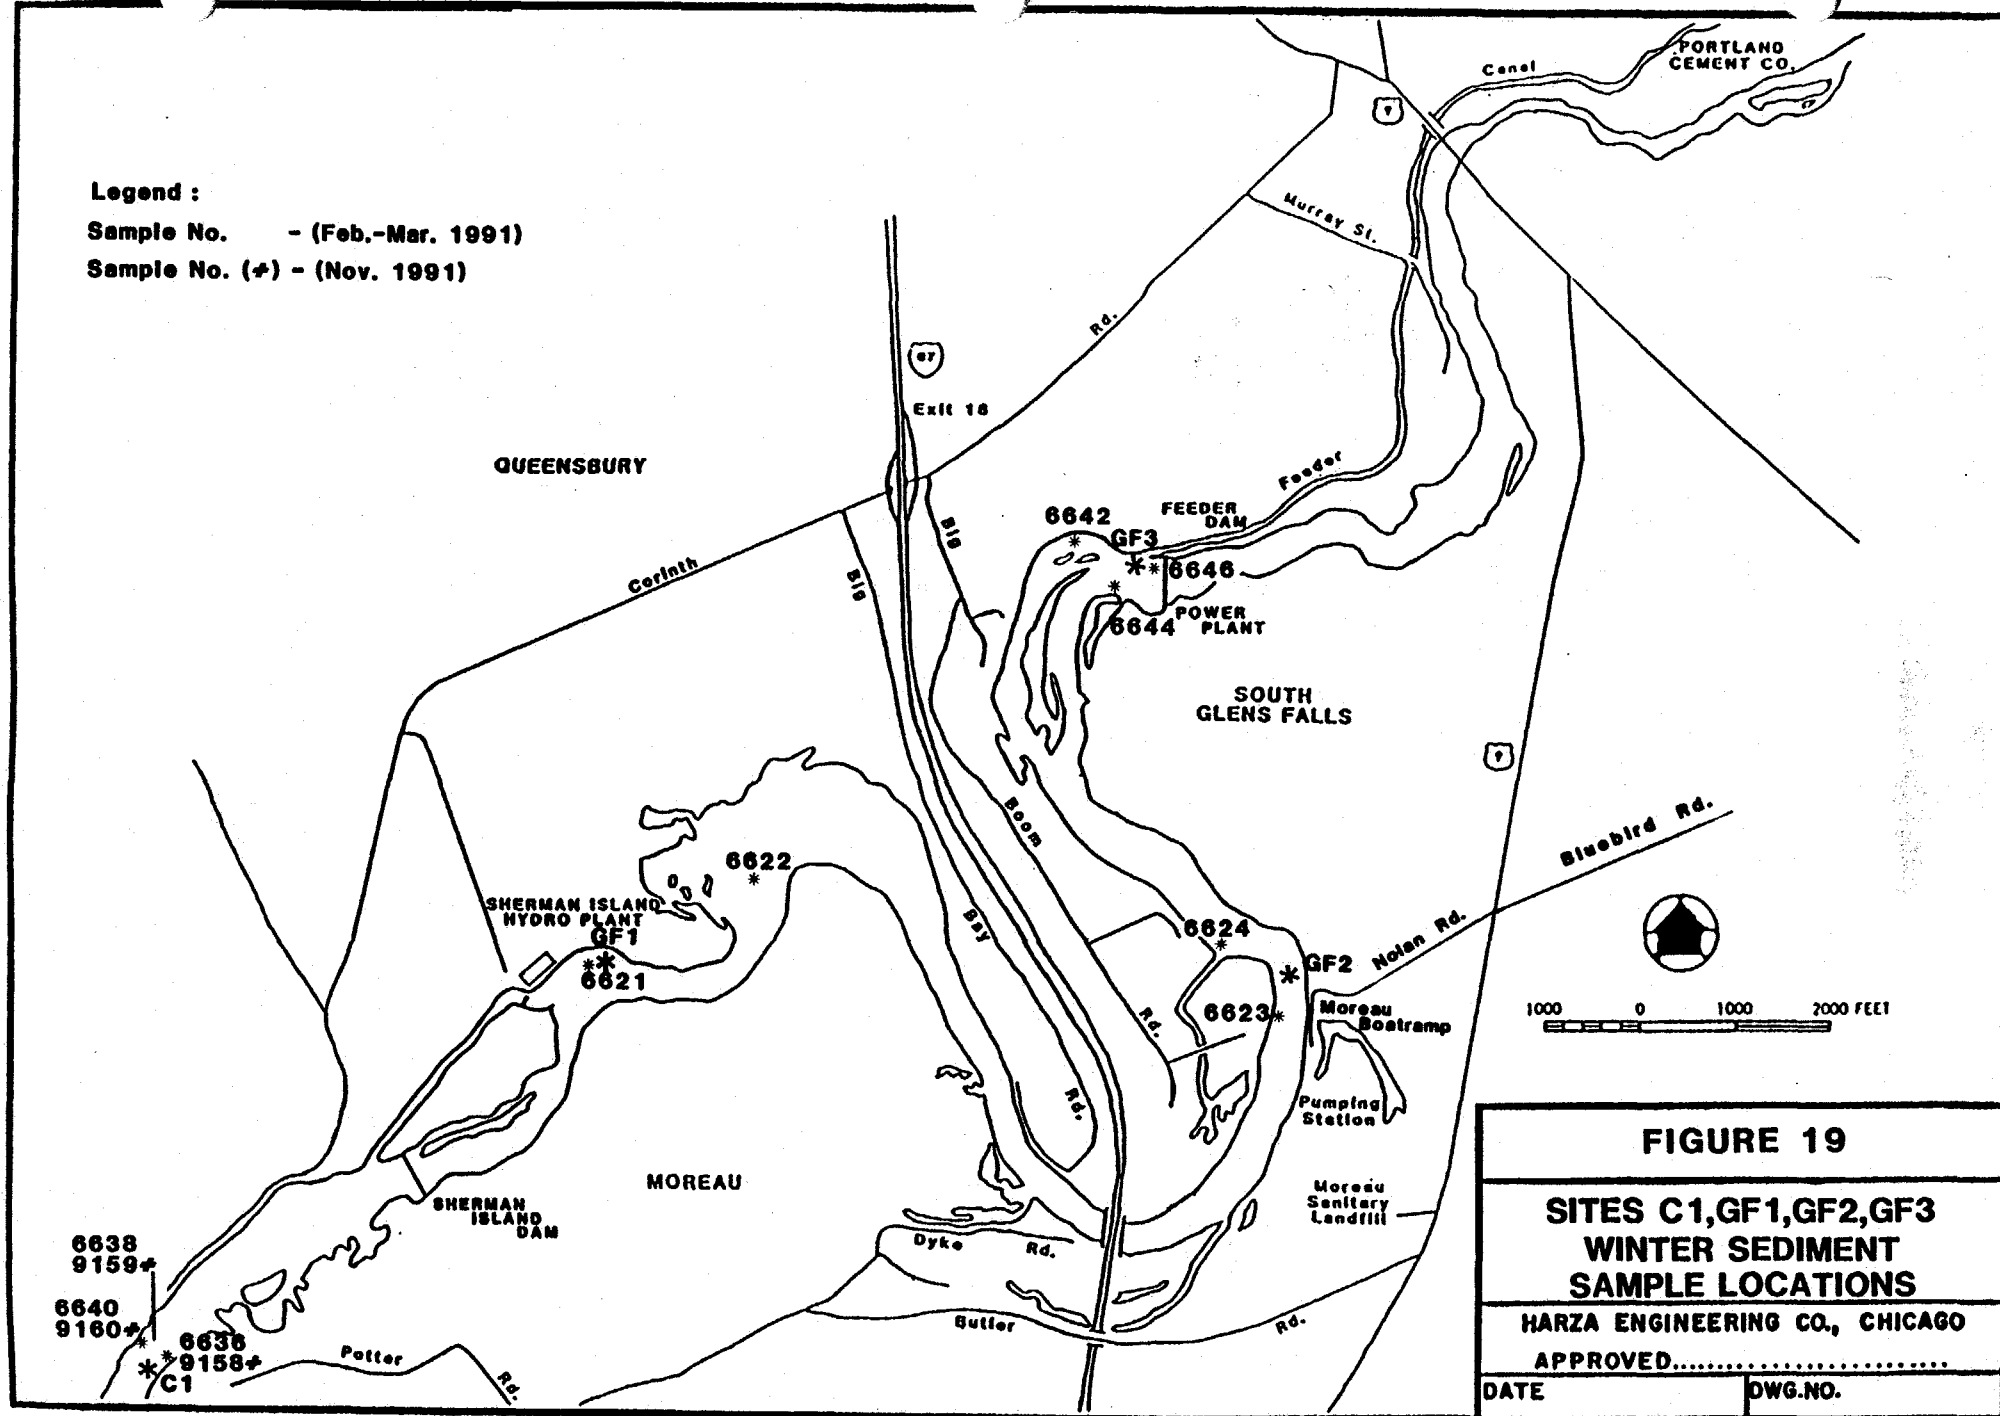 PORTLAND
CEMENT CO.
Canal
9
Legend :
Sample No. - (Feb.-Mar. 1991)
Sample No. (+) - (Nov. 1991)
Murray St.
Rd.
87
Exit 18
QUEENSBURY
Feeder
FEEDER
DAM
6642
GF3
Big
6646
Corinth
Big
POWER
PLANT
6644
SOUTH
GLENS FALLS
9
Boom
Bluebird Rd.
6622
SHERMAN ISLAND
HYDRO PLANT
GF1
6621
Bay
6624
Nolan Rd.
GF2
6623
Moreau
Boatramp
Rd.
1000 0 1000 2000 FEET
Rd.
Pumping
Station
MOREAU
Moreau
Sanitary
Landfill
SHERMAN
ISLAND
DAM
Dyke Rd.
6638
9159+
6640
9160+
6636
9158+
C1
Potter
Rd.
Butler
Rd.
FIGURE 19
SITES C1,GF1,GF2,GF3
WINTER SEDIMENT
SAMPLE LOCATIONS
HARZA ENGINEERING CO., CHICAGO
APPROVED.........................
DATE
DWG.NO.